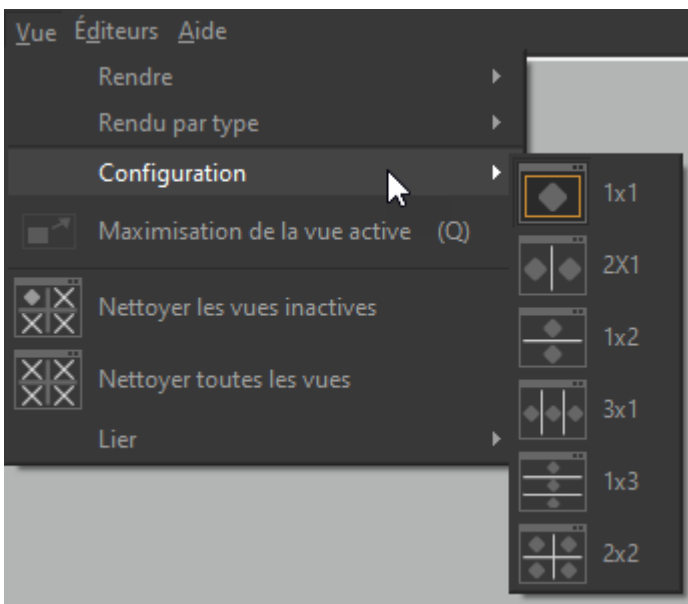 Vue Éditeurs Aide
Rendre
Rendu par type
Configuration
Maximisation de la vue active (Q)
Nettoyer les vues inactives
Nettoyer toutes les vues
Lier
1x1
2X1
1x2
3x1
1x3
2x2